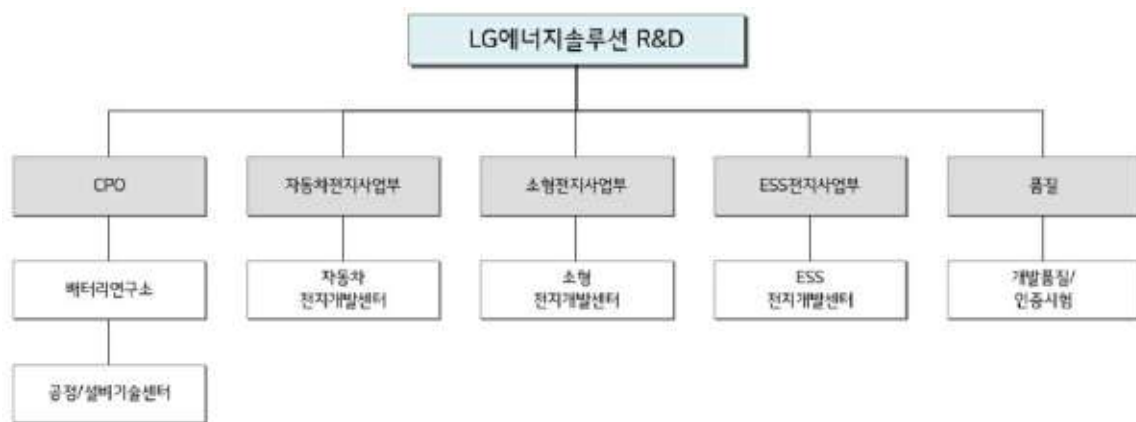 LG에너지솔루션 R&D
CPO
자동차전지사업부
소형전지사업부
ESS전지사업부
품질
배터리연구소
자동차
전지개발센터
소형
전지개발센터
ESS
전지개발센터
개발품질/
인증시험
공정/설비기술센터